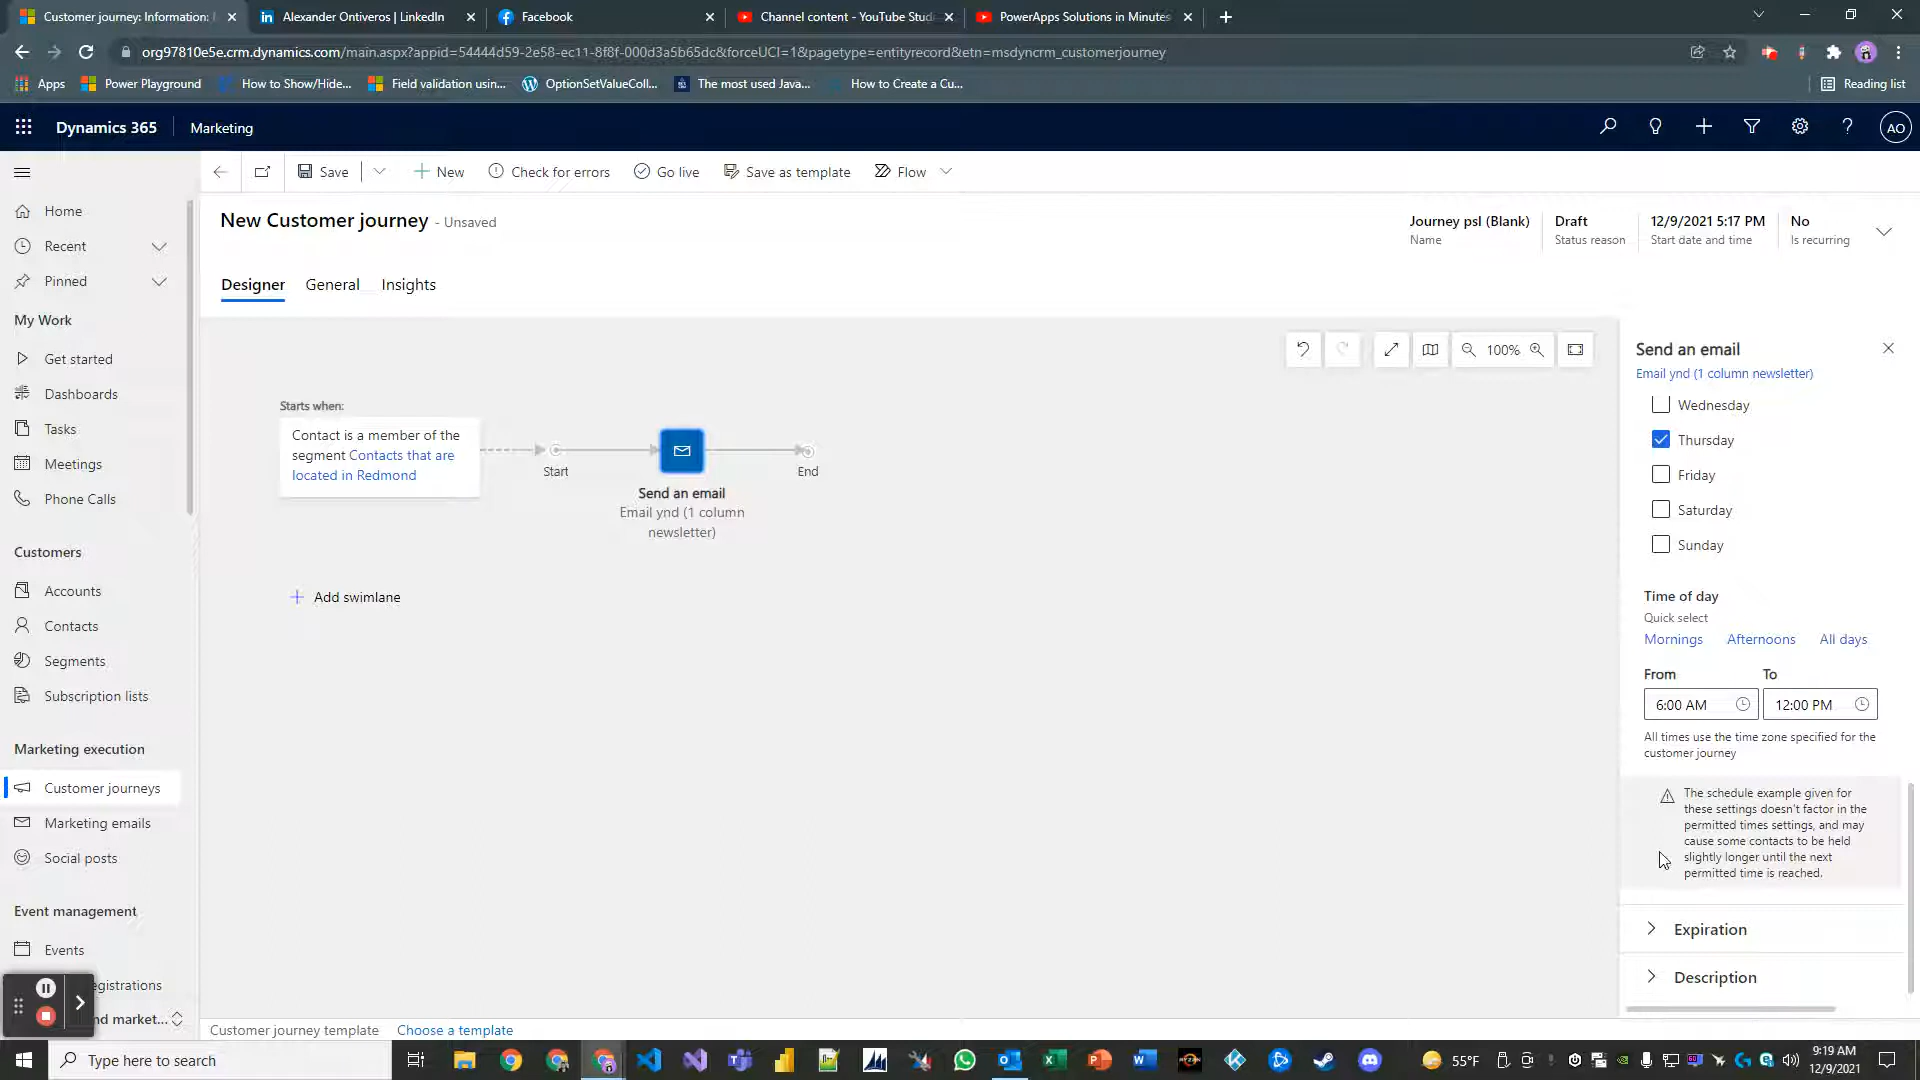 Customer journey: Information: 
Alexander Ontiveros | LinkedIn
Facebook
Channel content - YouTube Stud
PowerApps Solutions in Minutes
org97810e5e.crm.dynamics.com/main.aspx?appid=54444d59-2e58-ec11-8f8f-000d3a5b65dc&forceUCI=1&pagetype=entityrecord&etn=msdyncrm_customerjourney
Apps
Power Playground
How to Show/Hide...
Field validation usin...
OptionSetValueColl...
The most used Java...
How to Create a Cu...
Reading list
Dynamics 365
Marketing
AO
Save
New
Check for errors
Go live
Save as template
Flow
Home
Recent
Pinned
My Work
Get started
Dashboards
Tasks
Meetings
Phone Calls
Customers
Accounts
Contacts
Segments
Subscription lists
Marketing execution
Customer journeys
Marketing emails
Social posts
Event management
Events
egistrations
nd market...
New Customer journey - Unsaved
Journey psl (Blank)
Name
Draft
Status reason
12/9/2021 5:17 PM
Start date and time
No
Is recurring
Designer
General
Insights
100%
Starts when:
Contact is a member of the
segment Contacts that are
located in Redmond
Start
Send an email
Email ynd (1 column
newsletter)
End
Add swimlane
Send an email
Email ynd (1 column newsletter)
Wednesday
Thursday
Friday
Saturday
Sunday
Time of day
Quick select
Mornings
Afternoons
All days
From
To
6:00 AM
12:00 PM
All times use the time zone specified for the
customer journey
The schedule example given for
these settings doesn't factor in the
permitted times settings, and may
cause some contacts to be held
slightly longer until the next
permitted time is reached.
Expiration
Description
Customer journey template
Choose a template
Type here to search
55°F
9:19 AM
12/9/2021